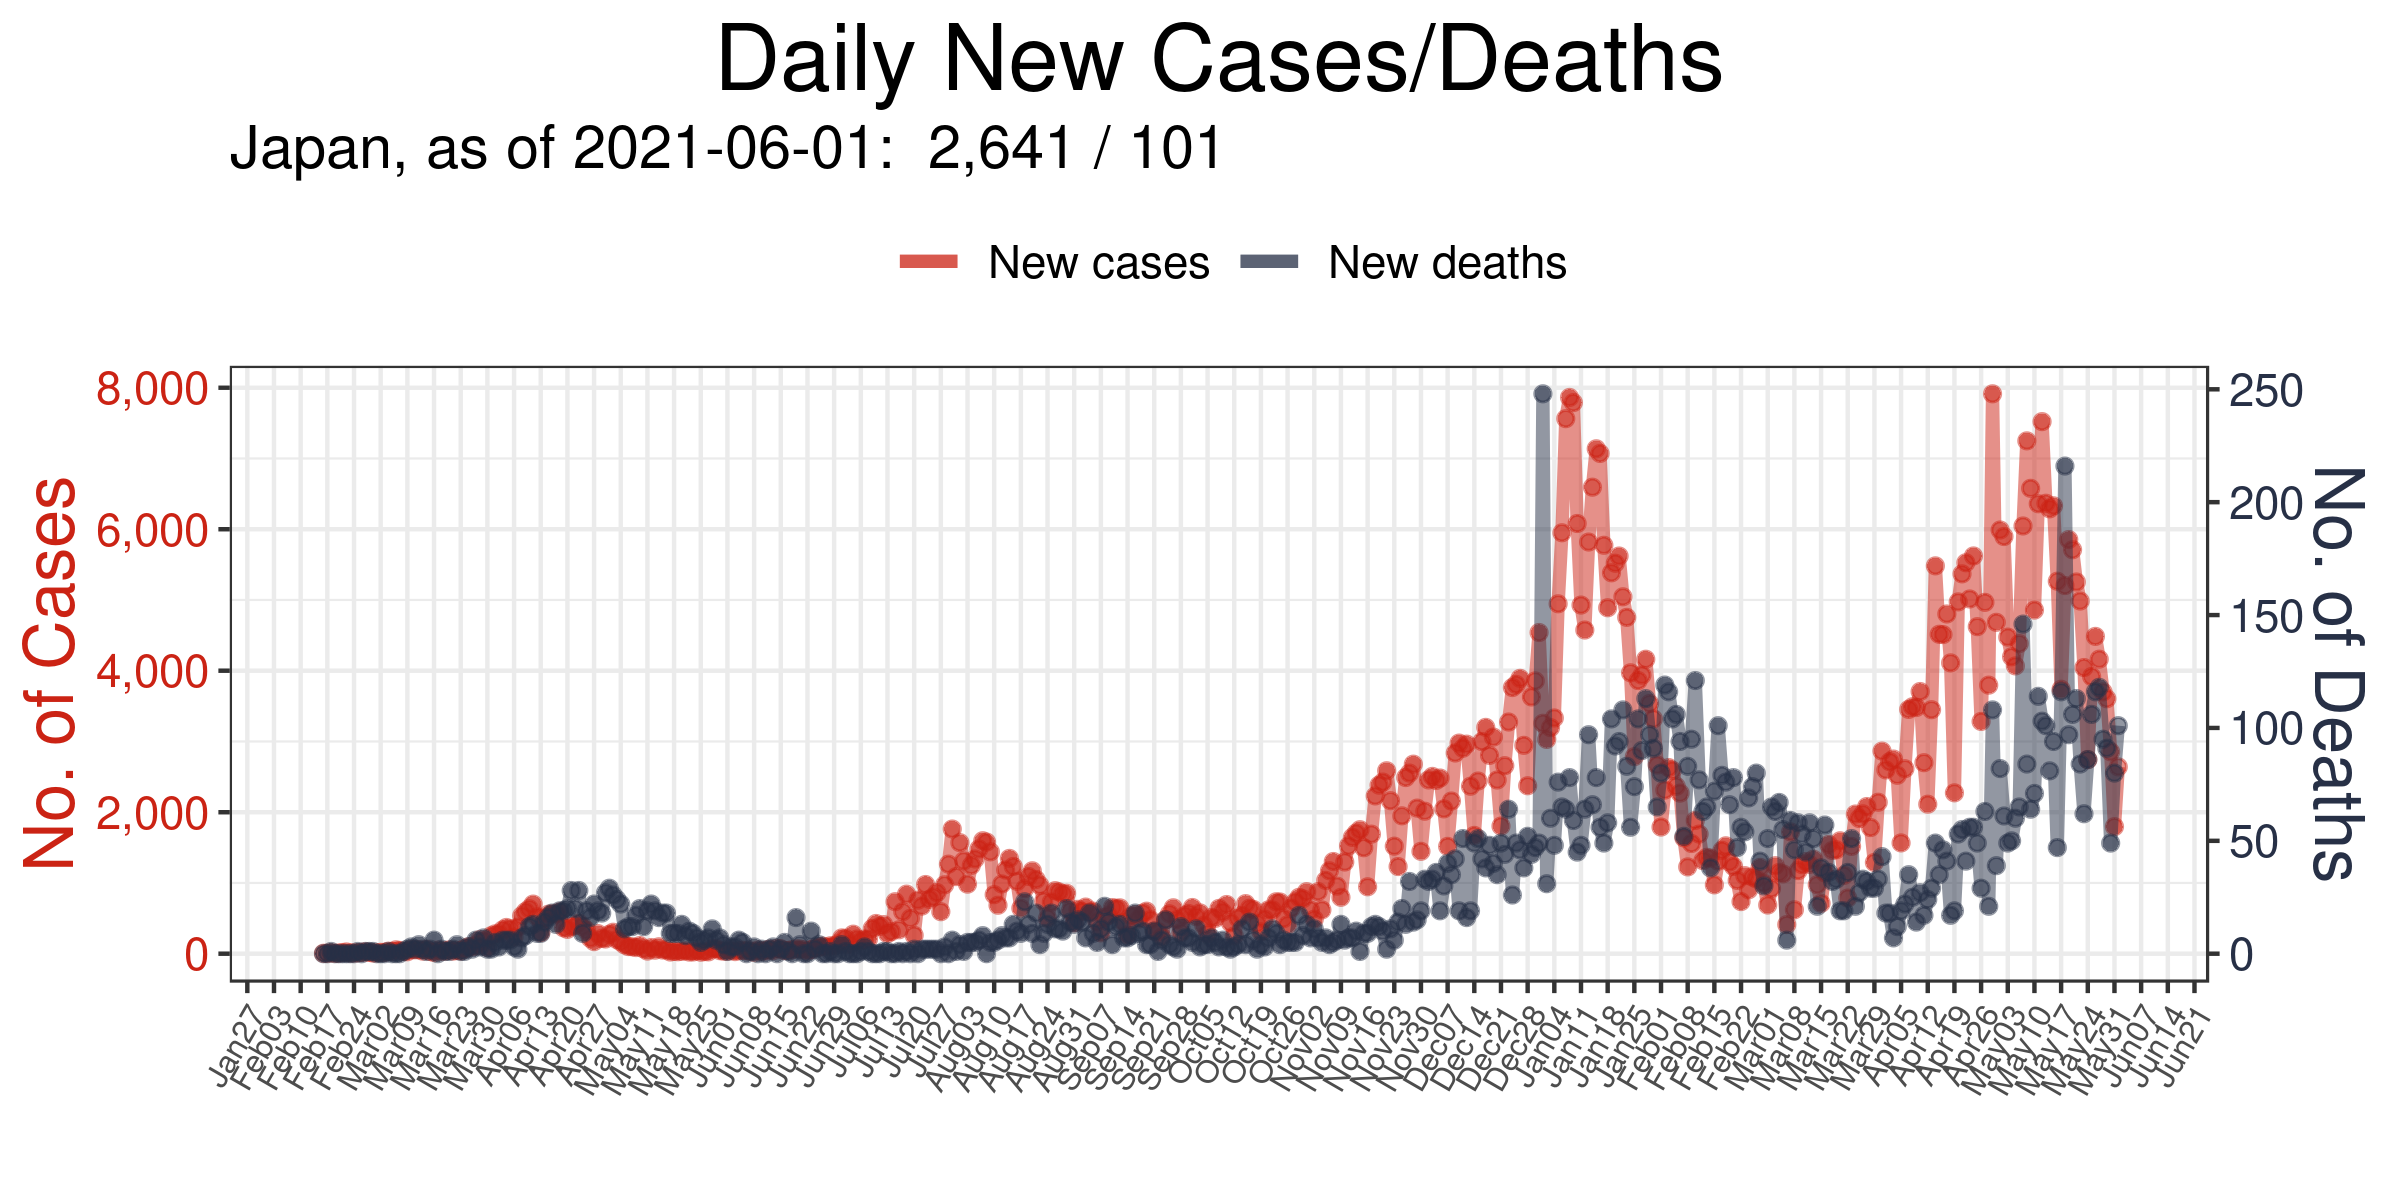 Daily New Cases/Deaths
Japan, as of 2021-06-01:  2,641 / 101
New cases
New deaths
No. of Cases
8,000
6,000
4,000
2,000
0
250
200
150
100
50
0
No. of Deaths
Jan27
Feb03
Feb10
Feb17
Feb24
Mar02
Mar09
Mar16
Mar23
Mar30
Apr06
Apr13
Apr20
Apr27
May04
May11
May18
May25
Jun01
Jun08
Jun15
Jun22
Jun29
Jul06
Jul13
Jul20
Jul27
Aug03
Aug10
Aug17
Aug24
Aug31
Sep07
Sep14
Sep21
Sep28
Oct05
Oct12
Oct19
Oct26
Nov02
Nov09
Nov16
Nov23
Nov30
Dec07
Dec14
Dec21
Dec28
Jan04
Jan11
Jan18
Jan25
Feb01
Feb08
Feb15
Feb22
Mar01
Mar08
Mar15
Mar22
Mar29
Apr05
Apr12
Apr19
Apr26
May03
May10
May17
May24
May31
Jun07
Jun14
Jun21